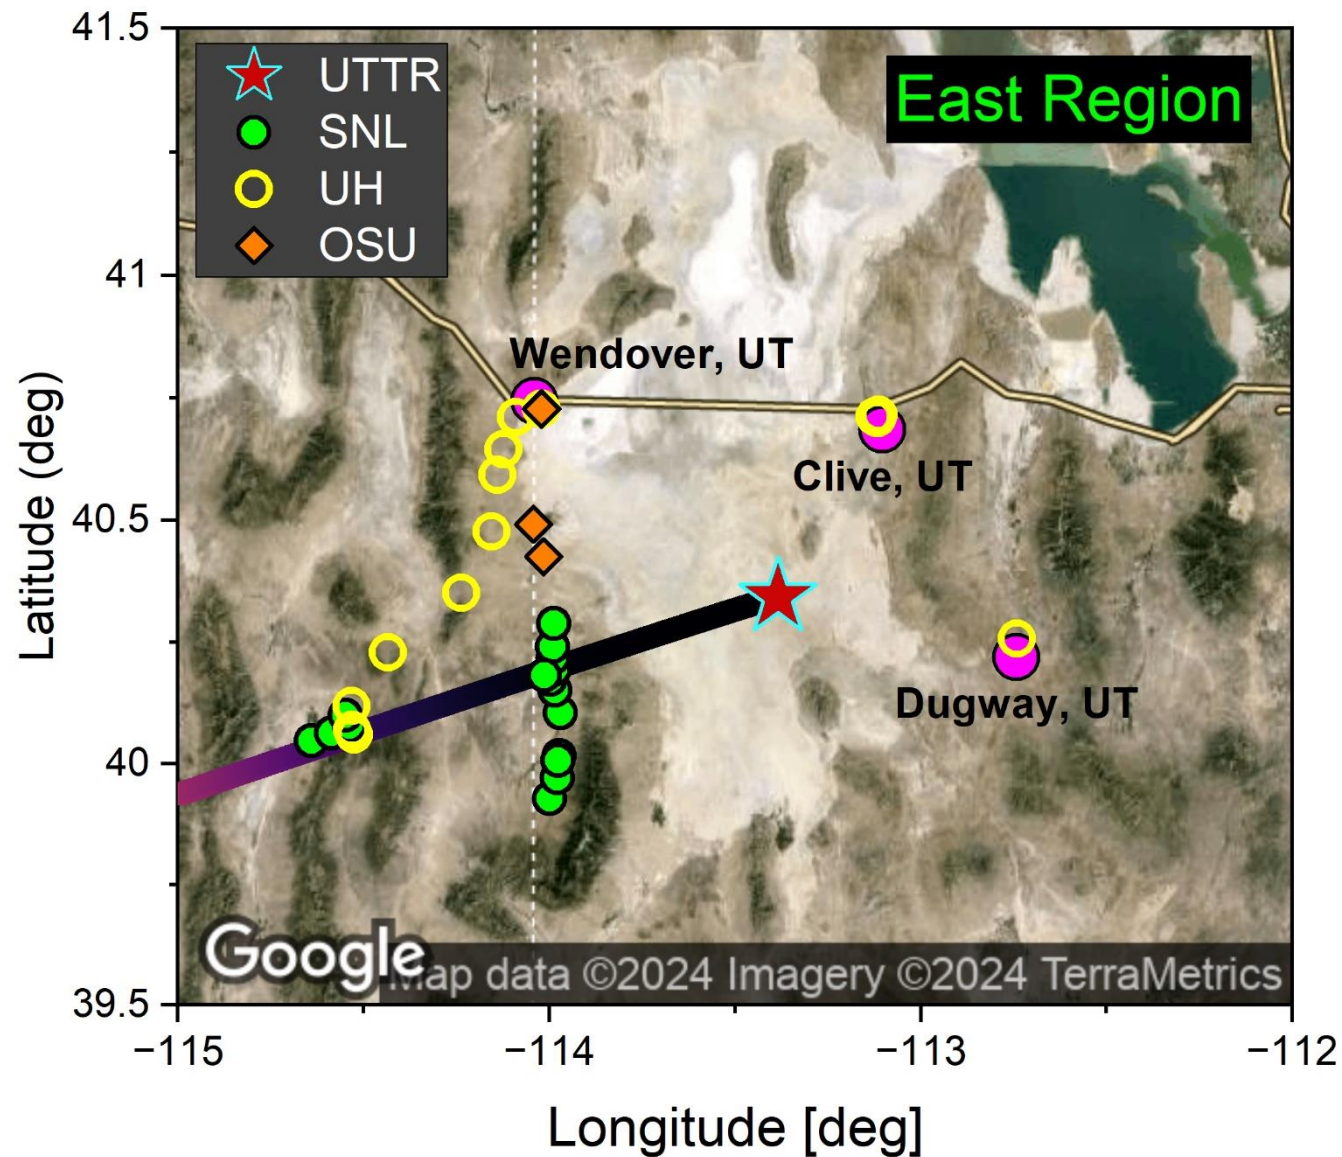 41.5
41
40.5
40
39.5
Latitude (deg)
UTTR
SNL
UH
OSU
East Region
Wendover, UT
Clive, UT
Dugway, UT
Google
Map data ©2024 Imagery ©2024 TerraMetrics
−115
−114
−113
−112
Longitude [deg]